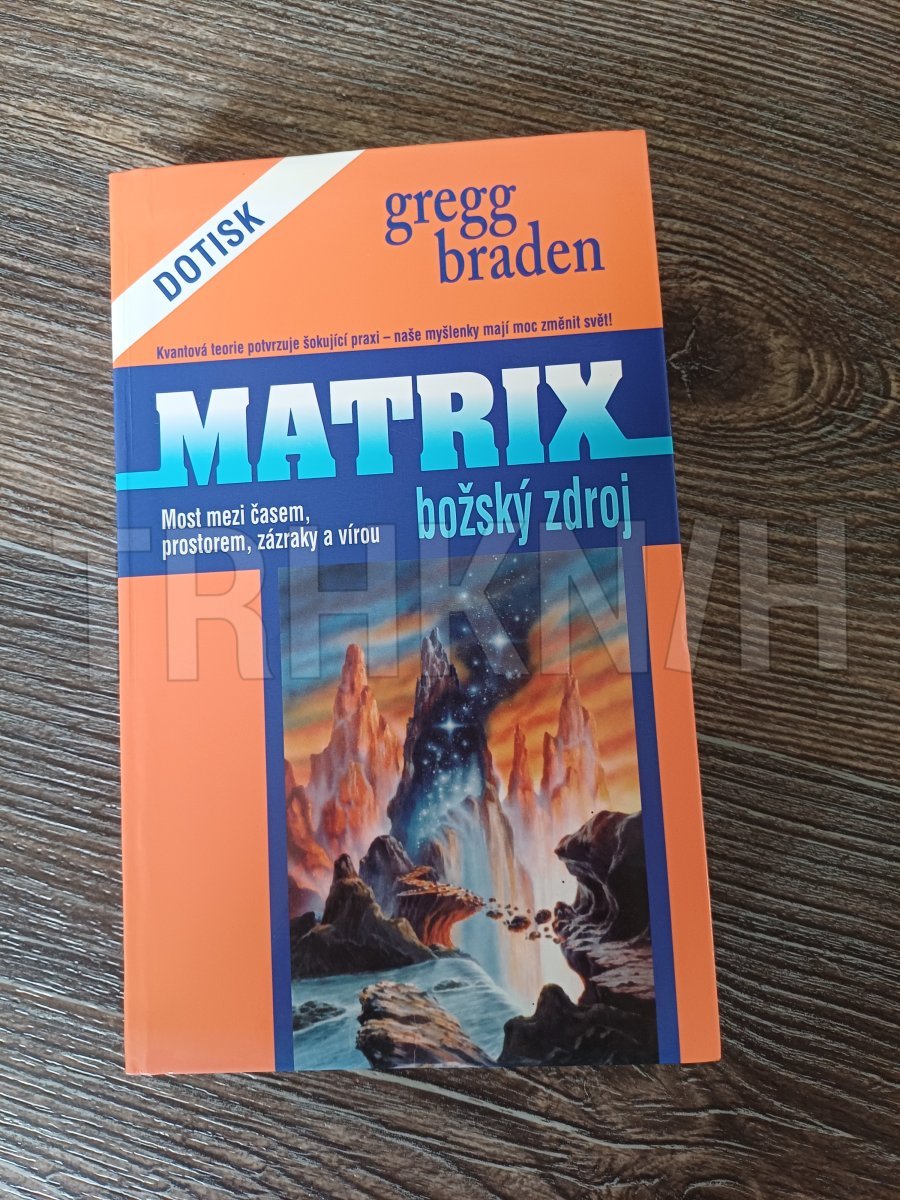 DOTISK
gregg
braden
Kvantová teorie potvrzuje šokující praxi – naše myšlenky mají moc změnit svět!
MATRIX
božský zdroj
Most mezi časem,
prostorem, zázraky a vírou
TRHKNIH